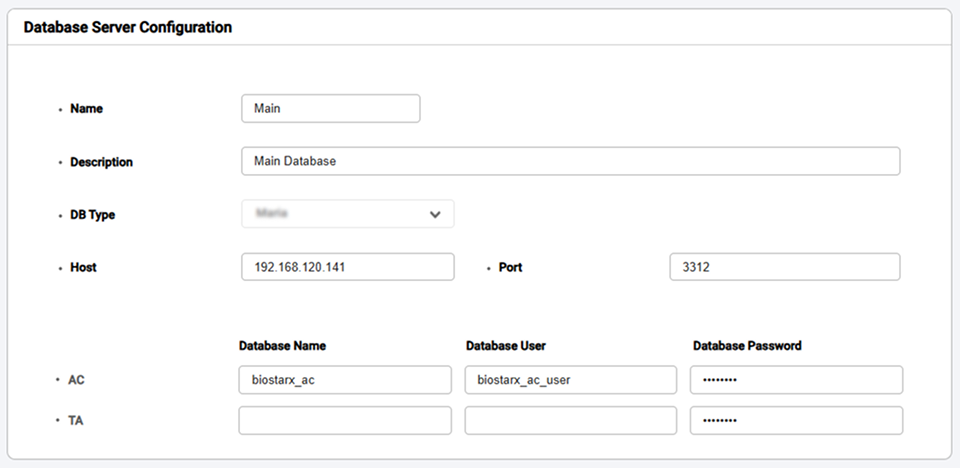 Database Server Configuration
Name Main
Description Main Database
DB Type Maria
Host 192.168.120.141 Port 3312
Database Name Database User Database Password
AC biostarx_ac biostarx_ac_user ••••••••
TA ••••••••